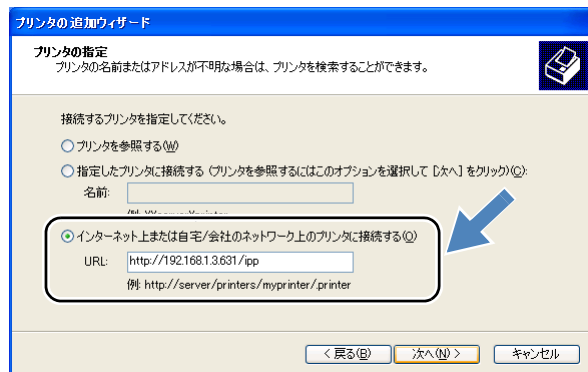 プリンタの追加ウィザード
プリンタの指定
プリンタの名前またはアドレスが不明な場合は、プリンタを検索することができます。
接続するプリンタを指定してください。
プリンタを参照する(W)
指定したプリンタに接続する (プリンタを参照するにはこのオプションを選択して [次へ] をクリック)(C):
名前:
インターネット上または自宅/会社のネットワーク上のプリンタに接続する(O)
URL: http://192.168.1.3.631/ipp
例: http://server/printers/myprinter/.printer
< 戻る(B) 次へ(N) > キャンセル